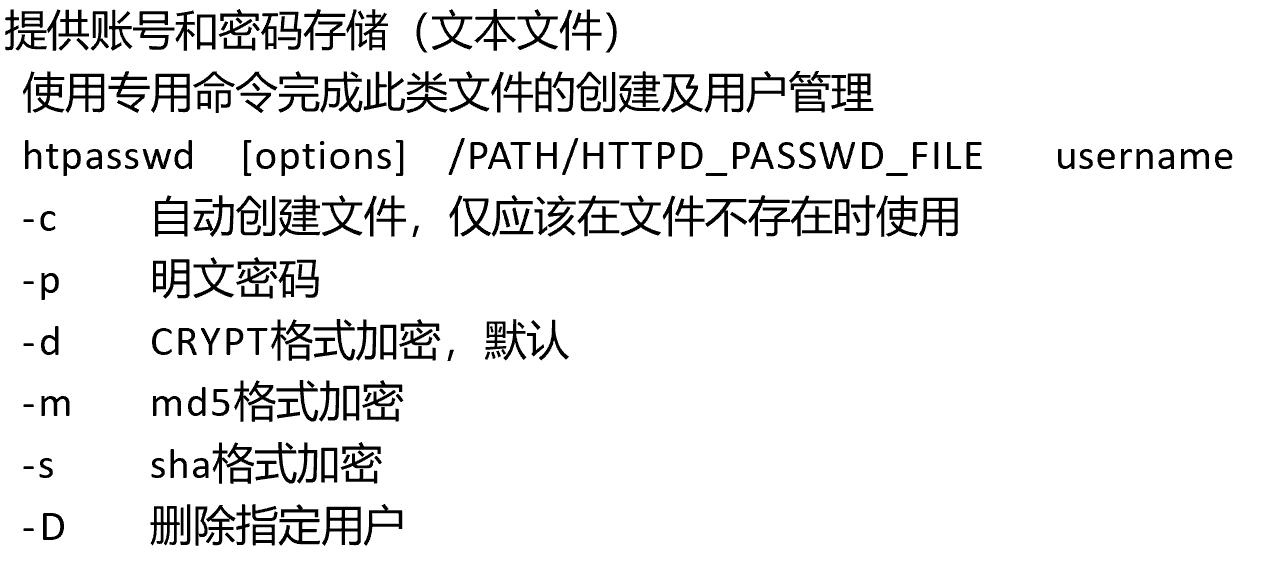 提供账号和密码存储（文本文件）
使用专用命令完成此类文件的创建及用户管理
htpasswd [options] /PATH/HTTPD_PASSWD_FILE username
-c 自动创建文件，仅应该在文件不存在时使用
-p 明文密码
-d CRYPT格式加密，默认
-m md5格式加密
-s sha格式加密
-D 删除指定用户